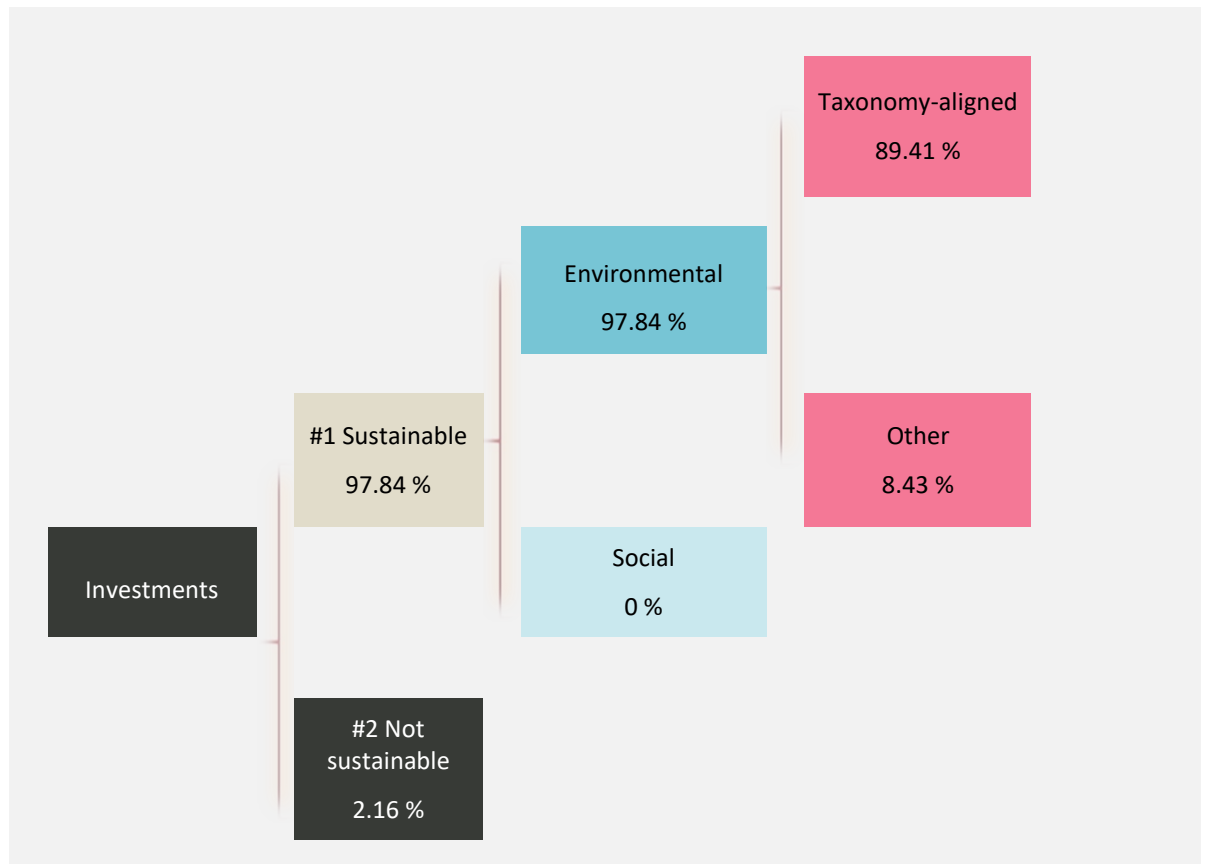 Taxonomy-aligned
89.41 %
Environmental
97.84 %
#1 Sustainable
97.84 %
Other
8.43 %
Investments
Social
0 %
#2 Not
sustainable
2.16 %